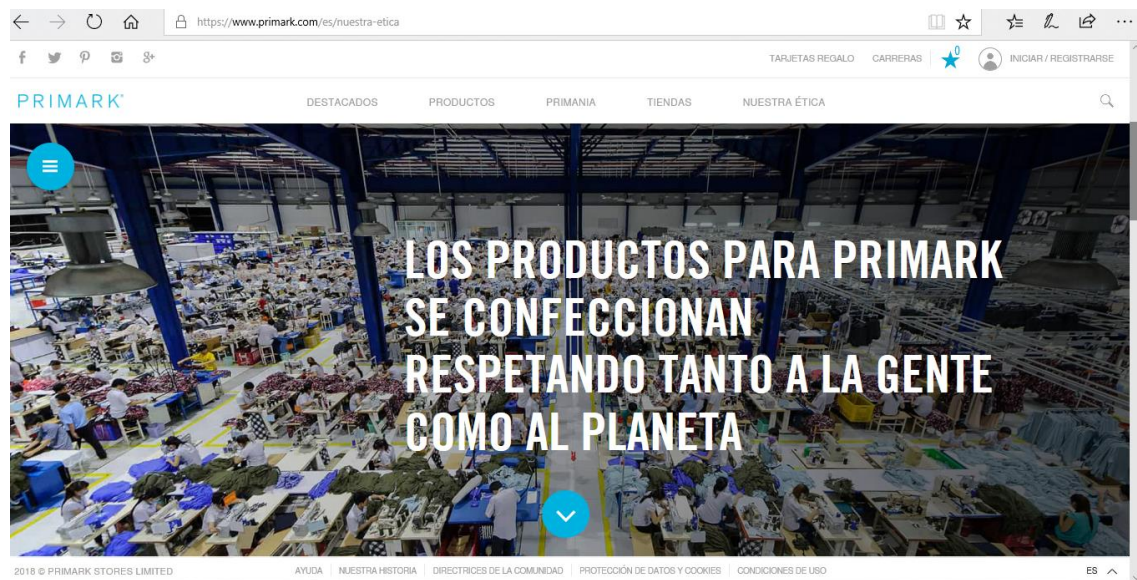 https://www.primark.com/es/nuestra-etica
TARJETAS REGALO CARRERAS 0 INICIAR / REGISTRARSE
PRIMARK®
DESTACADOS PRODUCTOS PRIMANIA TIENDAS NUESTRA ÉTICA
LOS PRODUCTOS PARA PRIMARK
SE CONFECCIONAN
RESPETANDO TANTO A LA GENTE
COMO AL PLANETA
2018 © PRIMARK STORES LIMITED AYUDA NUESTRA HISTORIA DIRECTRICES DE LA COMUNIDAD PROTECCIÓN DE DATOS Y COOKIES CONDICIONES DE USO ES